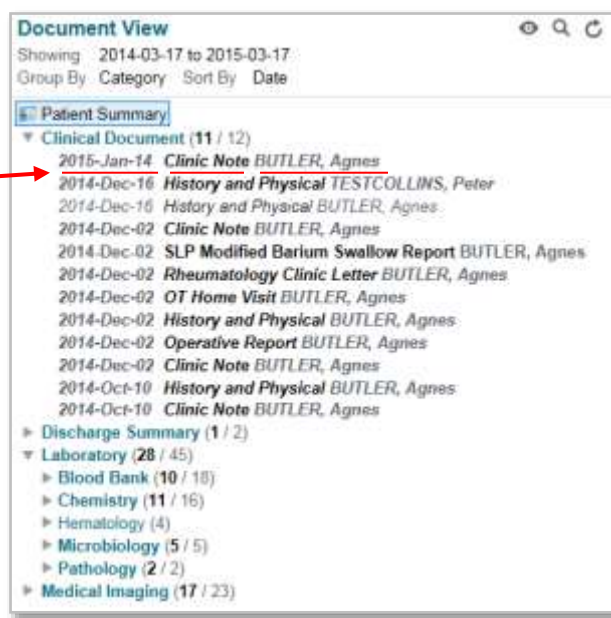 Document View
Showing 2014-03-17 to 2015-03-17
Group By Category Sort By Date
Patient Summary
Clinical Document (11 / 12)
2015-Jan-14 Clinic Note BUTLER, Agnes
2014-Dec-16 History and Physical TESTCOLLINS, Peter
2014-Dec-16 History and Physical BUTLER, Agnes
2014-Dec-02 Clinic Note BUTLER, Agnes
2014-Dec-02 SLP Modified Barium Swallow Report BUTLER, Agnes
2014-Dec-02 Rheumatology Clinic Letter BUTLER, Agnes
2014-Dec-02 OT Home Visit BUTLER, Agnes
2014-Dec-02 History and Physical BUTLER, Agnes
2014-Dec-02 Operative Report BUTLER, Agnes
2014-Dec-02 Clinic Note BUTLER, Agnes
2014-Oct-10 History and Physical BUTLER, Agnes
2014-Oct-10 Clinic Note BUTLER, Agnes
Discharge Summary (1 / 2)
Laboratory (28 / 45)
Blood Bank (10 / 18)
Chemistry (11 / 16)
Hematology (4)
Microbiology (5 / 5)
Pathology (2 / 2)
Medical Imaging (17 / 23)